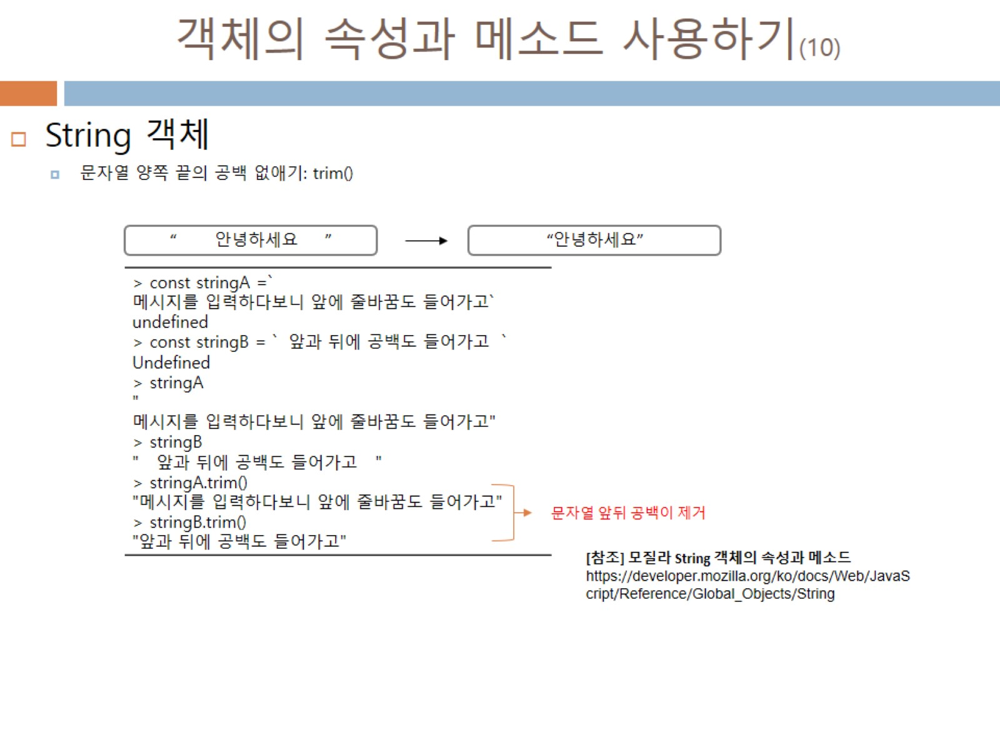 객체의 속성과 메소드 사용하기(10)
String 객체
문자열 양쪽 끝의 공백 없애기: trim()
“ 안녕하세요 ” “안녕하세요”
> const stringA =`
메시지를 입력하다보니 앞에 줄바꿈도 들어가고`
undefined
> const stringB = ` 앞과 뒤에 공백도 들어가고 `
Undefined
> stringA
"
메시지를 입력하다보니 앞에 줄바꿈도 들어가고"
> stringB
" 앞과 뒤에 공백도 들어가고 "
> stringA.trim()
"메시지를 입력하다보니 앞에 줄바꿈도 들어가고"
> stringB.trim()
"앞과 뒤에 공백도 들어가고"
문자열 앞뒤 공백이 제거
[참조] 모질라 String 객체의 속성과 메소드
https://developer.mozilla.org/ko/docs/Web/JavaS
cript/Reference/Global_Objects/String